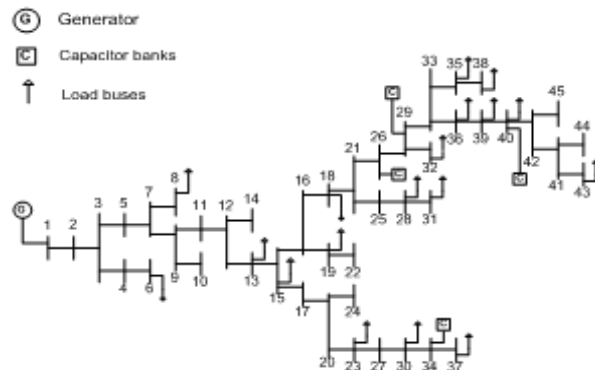 G Generator
C Capacitor banks
Load buses
33 35 38
C 45
29
26 36 39 40 44
32 42
21 C C
8 16 18 41 43
7 11 12 14 25 28 31
3 5
G
1 2 19 22
13
4 6 9 10 15 17 24
C
20 23 27 30 34 37